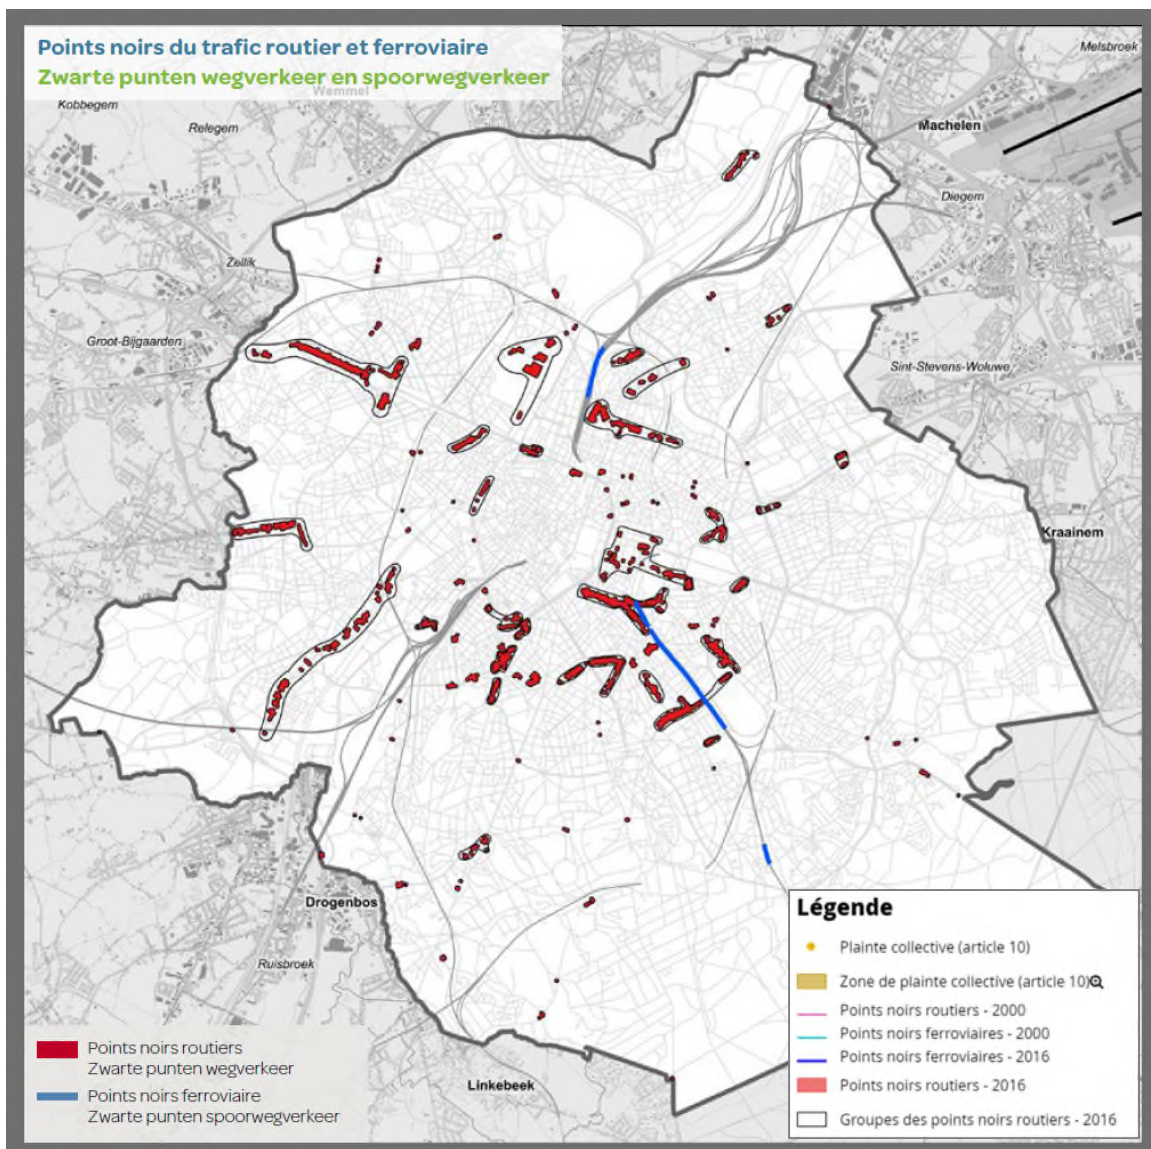 Points noirs du trafic routier et ferroviaire
Zwarte punten wegverkeer en spoorwegverkeer
Melsbroek
Wemmel
Kobbegem
Relegem
Machelen
Diegem
Zellik
Groot-Bijgaarden
Sint-Stevens-Woluwe
Kraainem
Drogenbos
Ruisbroek
Linkebeek
Légende
Plainte collective (article 10)
Zone de plainte collective (article 10)
Points noirs routiers - 2000
Points noirs ferroviaires - 2000
Points noirs ferroviaires - 2016
Points noirs routiers - 2016
Groupes des points noirs routiers - 2016
Points noirs routiers
Zwarte punten wegverkeer
Points noirs ferroviaire
Zwarte punten spoorwegverkeer